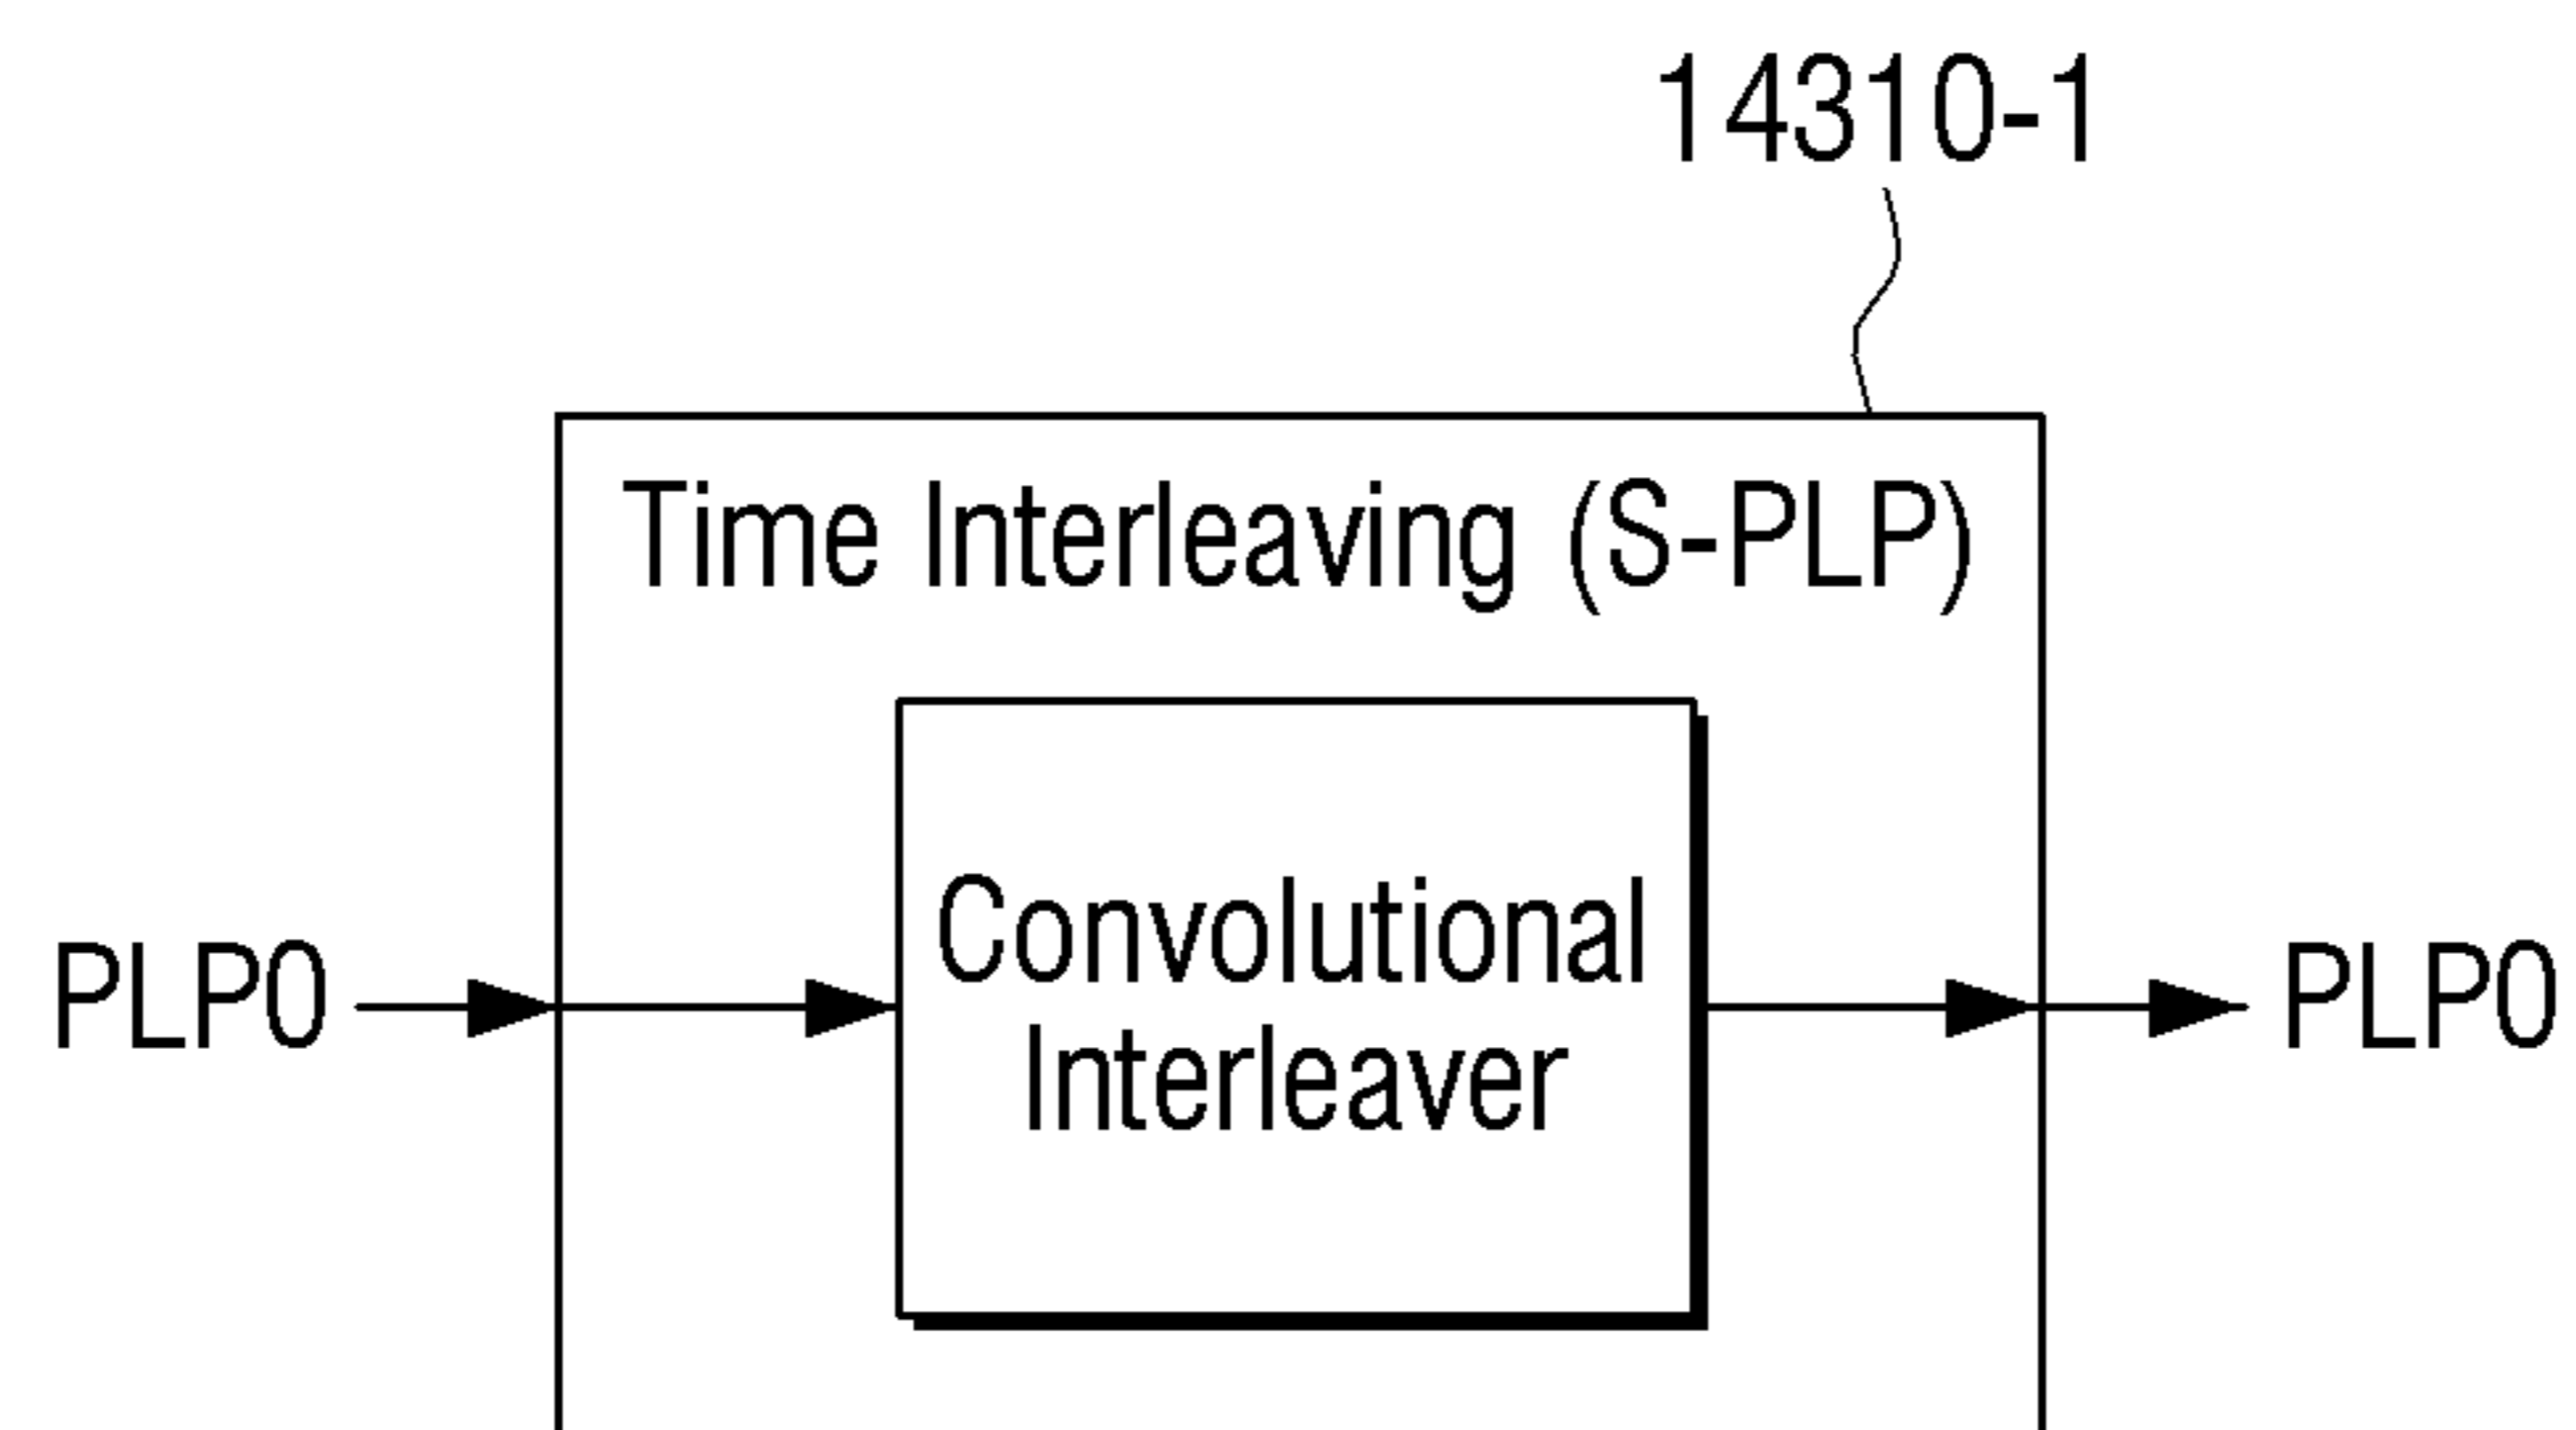 14310-1
Time Interleaving (S-PLP)
Convolutional
Interleaver
PLP0
PLP0